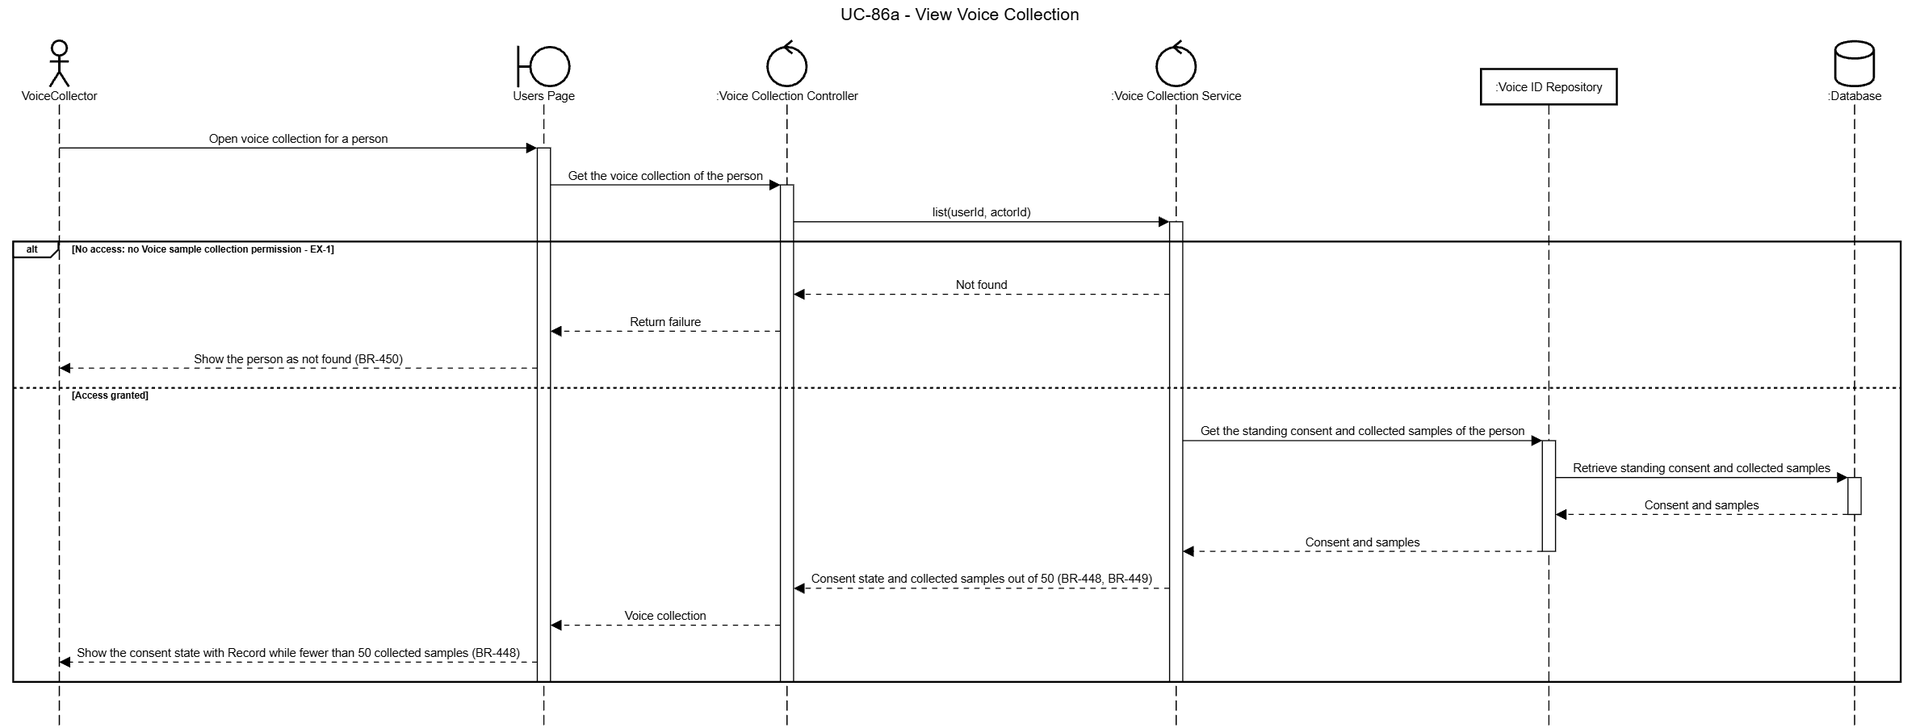 UC-86a - View Voice Collection
VoiceCollector
Users Page
:Voice Collection Controller
:Voice Collection Service
:Voice ID Repository
:Database
Open voice collection for a person
Get the voice collection of the person
list(userId, actorId)
alt
[No access: no Voice sample collection permission - EX-1]
Not found
Return failure
Show the person as not found (BR-450)
[Access granted]
Get the standing consent and collected samples of the person
Retrieve standing consent and collected samples
Consent and samples
Consent and samples
Consent state and collected samples out of 50 (BR-448, BR-449)
Voice collection
Show the consent state with Record while fewer than 50 collected samples (BR-448)